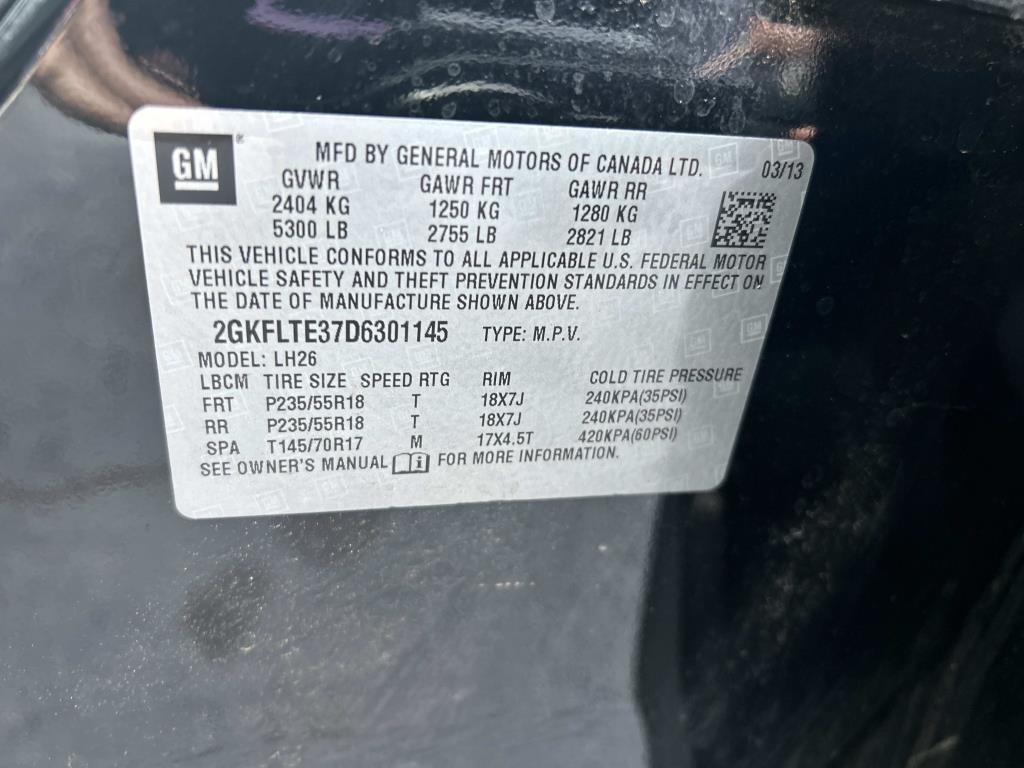 GM
MFD BY GENERAL MOTORS OF CANADA LTD. 03/13
GVWR GAWR FRT GAWR RR
2404 KG 1250 KG 1280 KG
5300 LB 2755 LB 2821 LB
THIS VEHICLE CONFORMS TO ALL APPLICABLE U.S. FEDERAL MOTOR
VEHICLE SAFETY AND THEFT PREVENTION STANDARDS IN EFFECT ON
THE DATE OF MANUFACTURE SHOWN ABOVE.
2GKFLTE37D6301145 TYPE: M.P.V.
MODEL: LH26
LBCM TIRE SIZE SPEED RTG RIM COLD TIRE PRESSURE
FRT P235/55R18 T 18X7J 240KPA(35PSI)
RR P235/55R18 T 18X7J 240KPA(35PSI)
SPA T145/70R17 M 17X4.5T 420KPA(60PSI)
SEE OWNER'S MANUAL i FOR MORE INFORMATION.